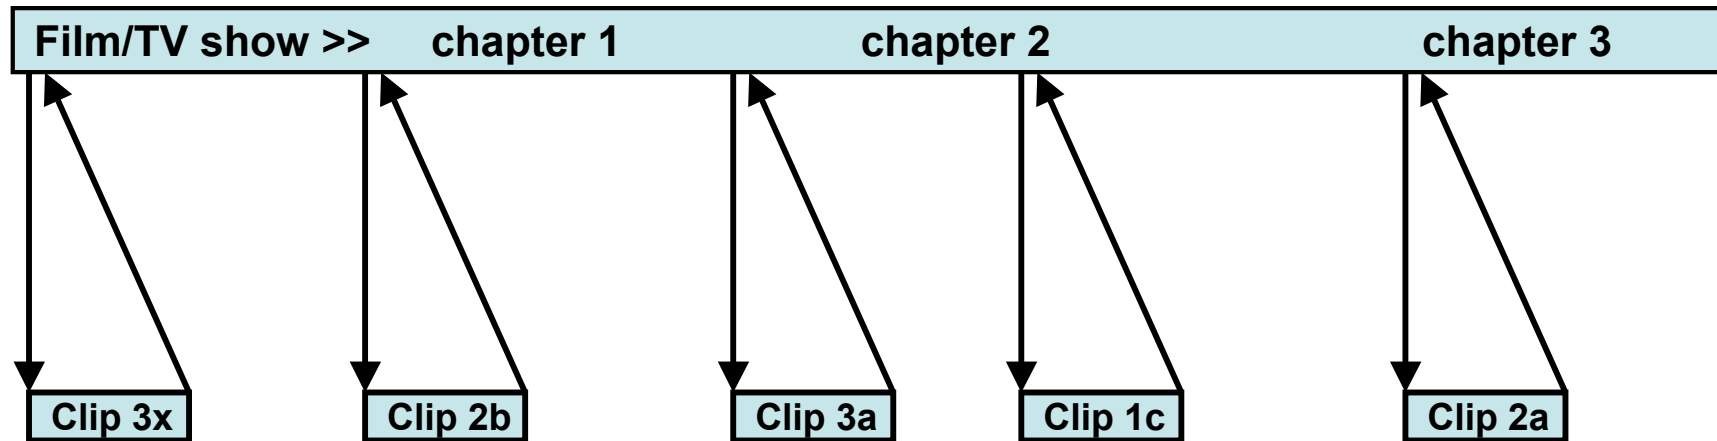 Film/TV show >> chapter 1 chapter 2 chapter 3
Clip 3x Clip 2b Clip 3a Clip 1c Clip 2a